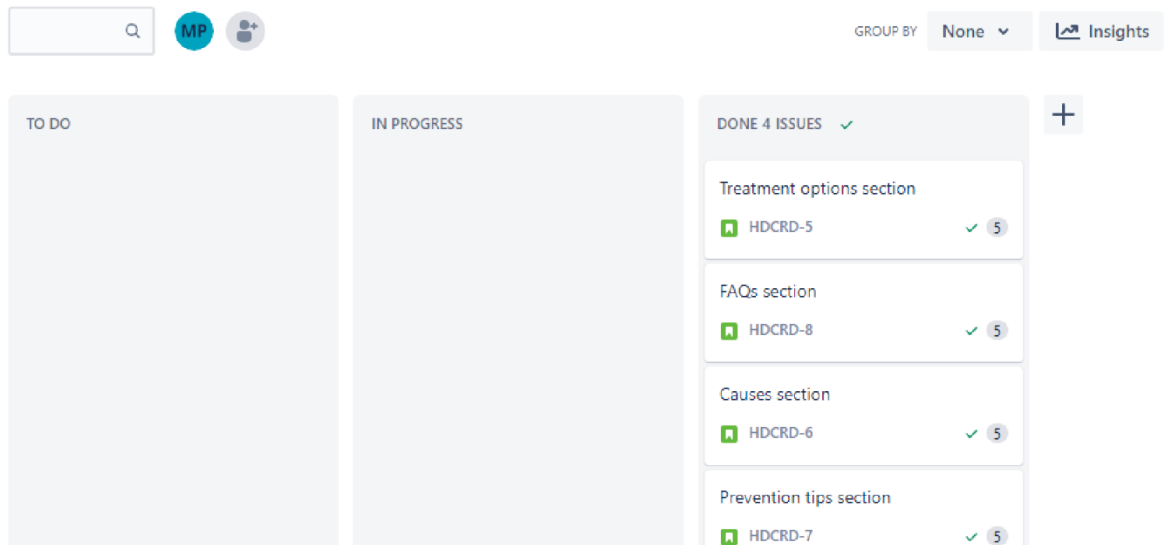 MP
GROUP BY None Insights
TO DO
IN PROGRESS
DONE 4 ISSUES
Treatment options section
HDCRD-5 5
FAQs section
HDCRD-8 5
Causes section
HDCRD-6 5
Prevention tips section
HDCRD-7 5